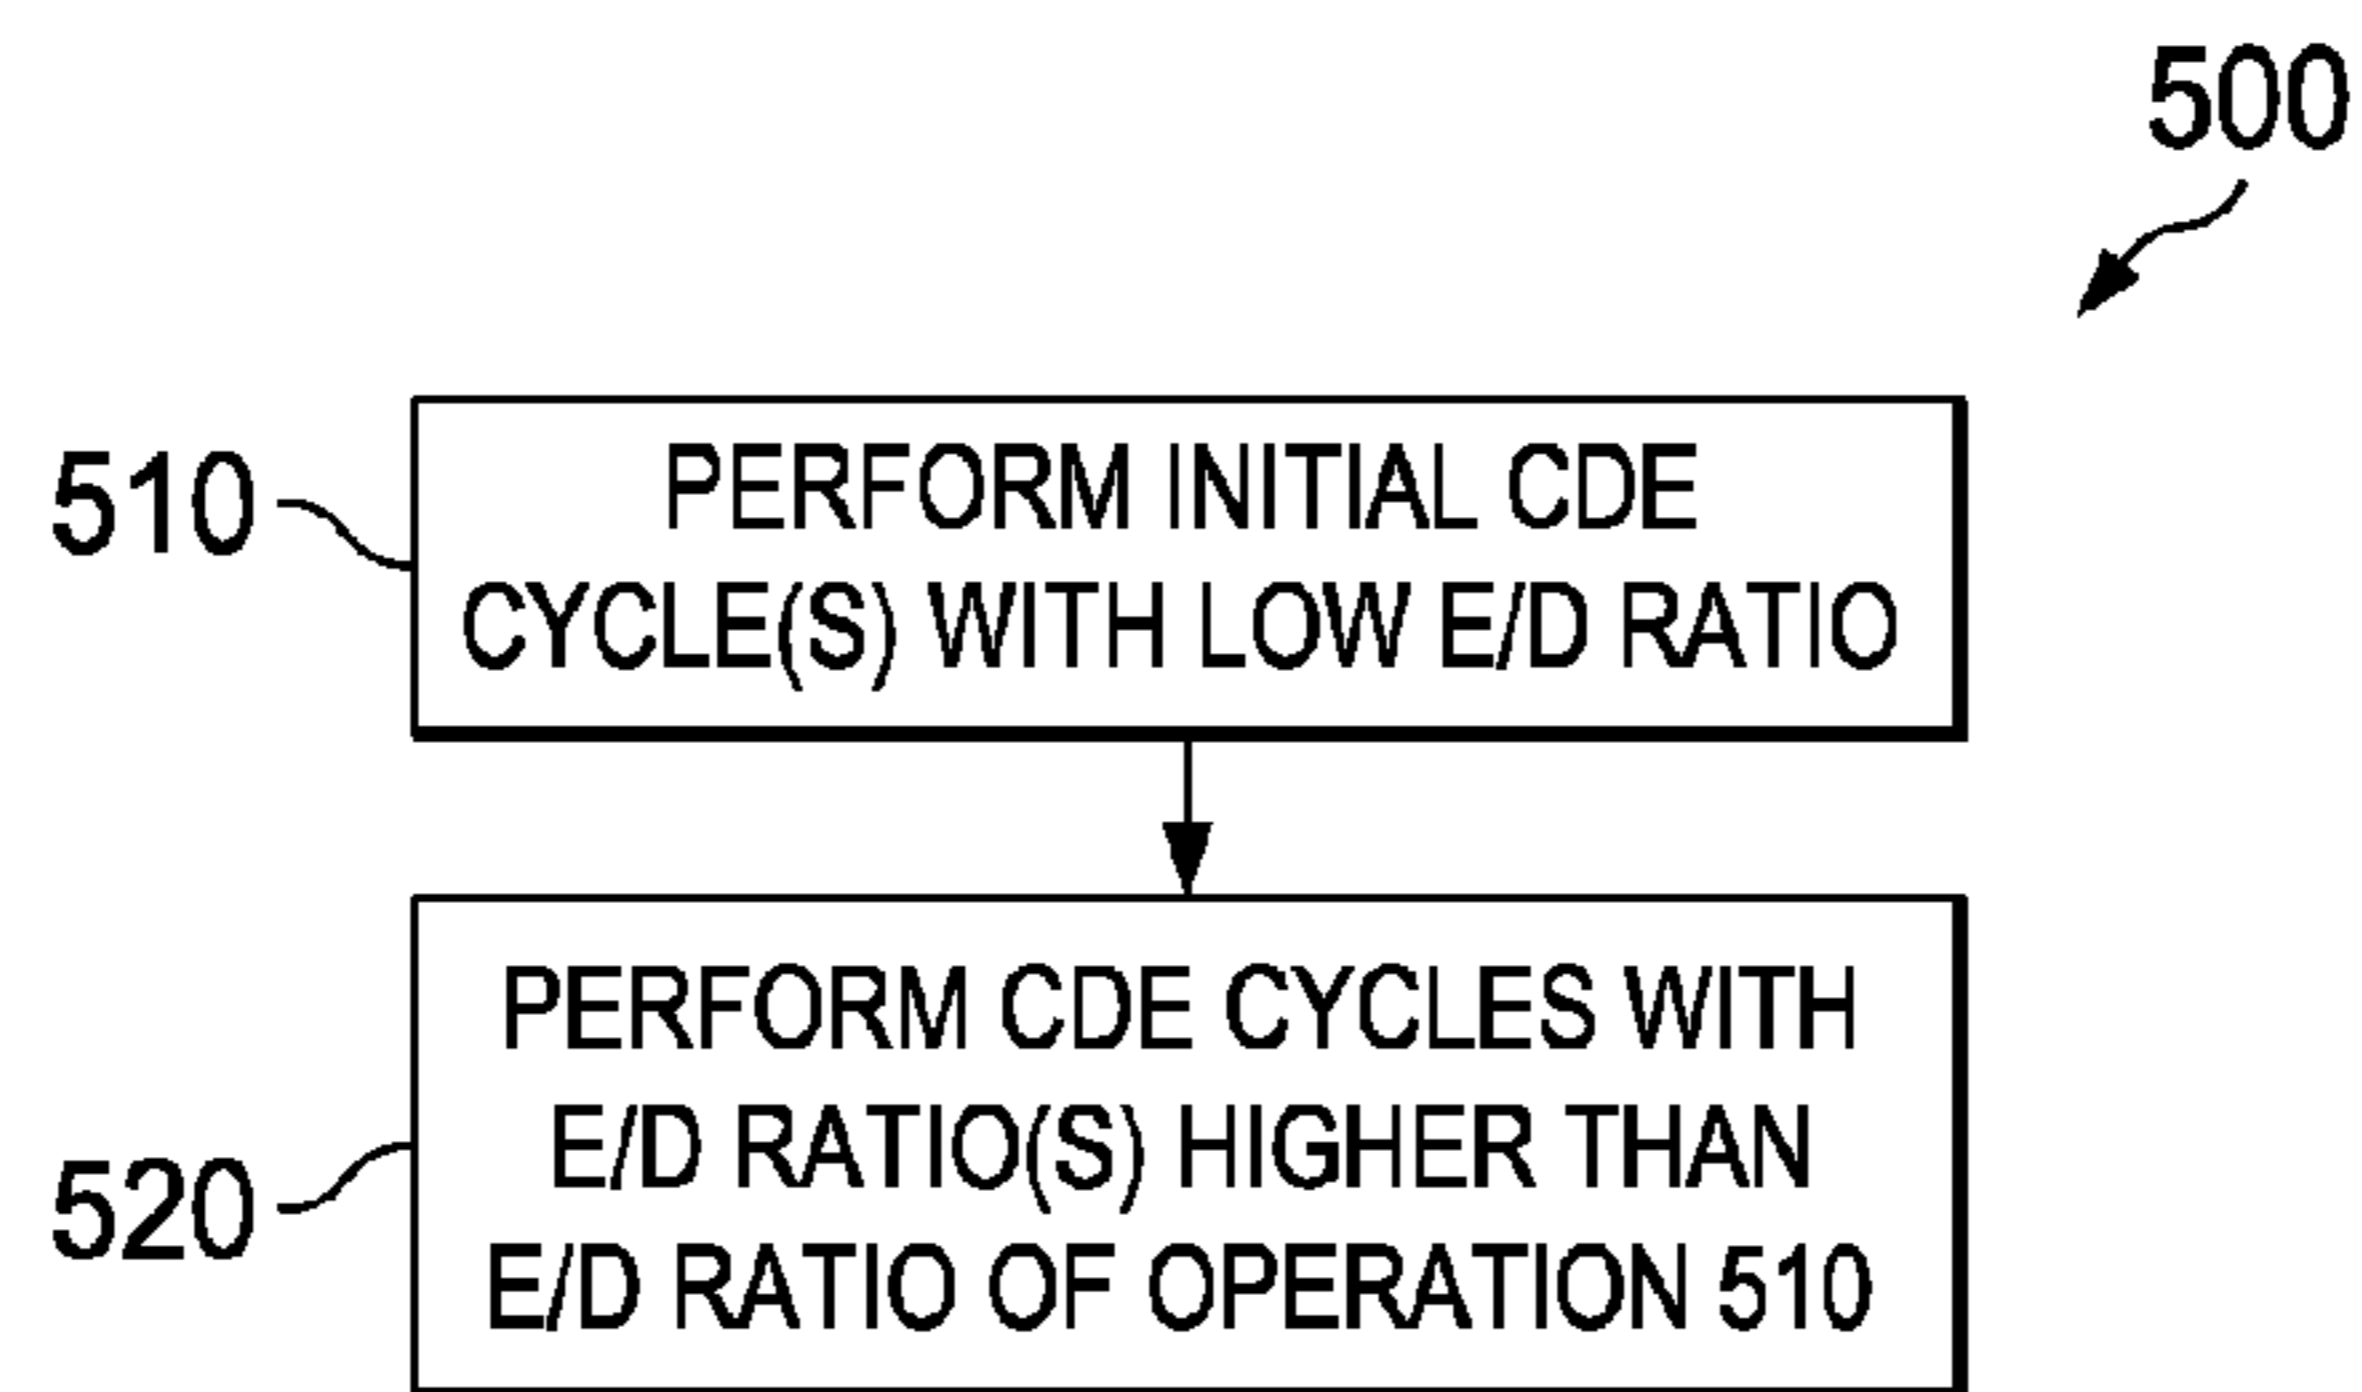 500
510
PERFORM INITIAL CDE
CYCLE(S) WITH LOW E/D RATIO
520
PERFORM CDE CYCLES WITH
E/D RATIO(S) HIGHER THAN
E/D RATIO OF OPERATION 510